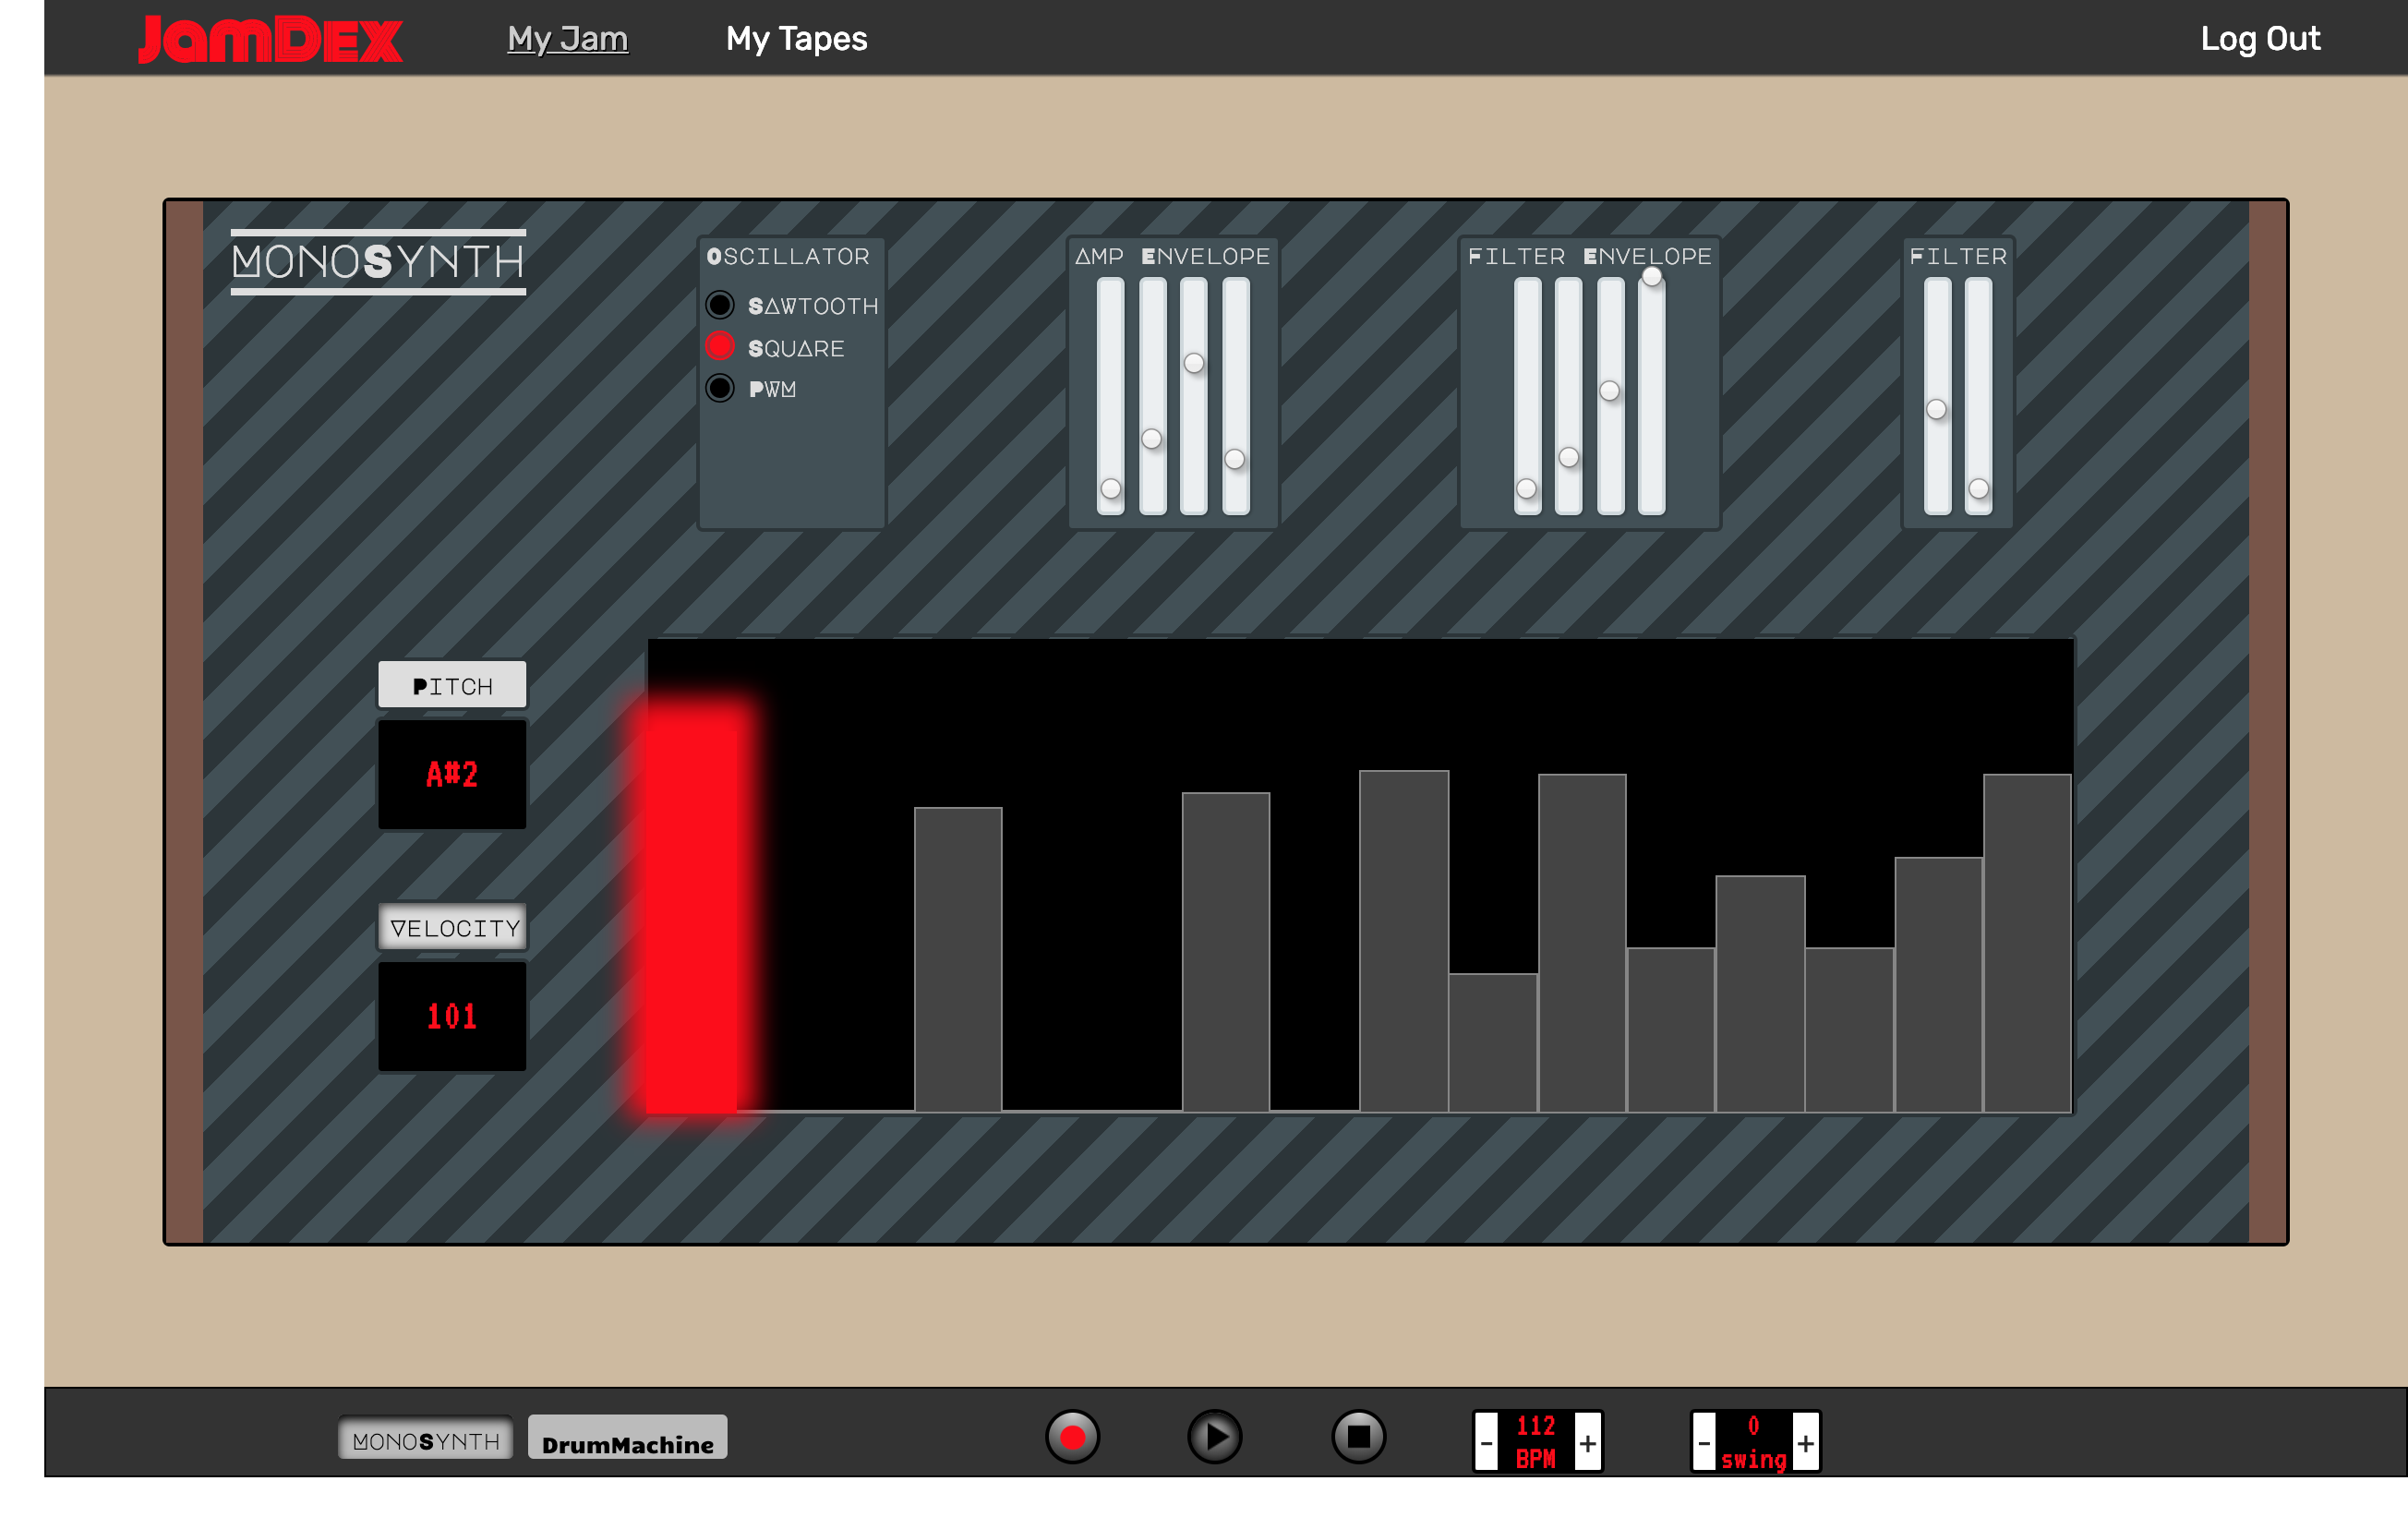 JamDex
My Jam
My Tapes
Log Out
MONOSYNTH
OSCILLATOR
SAWTOOTH
SQUARE
PWM
AMP ENVELOPE
FILTER ENVELOPE
FILTER
PITCH
A#2
VELOCITY
101
MONOSYNTH
DrumMachine
- 112 +
BPM
- 0 +
swing